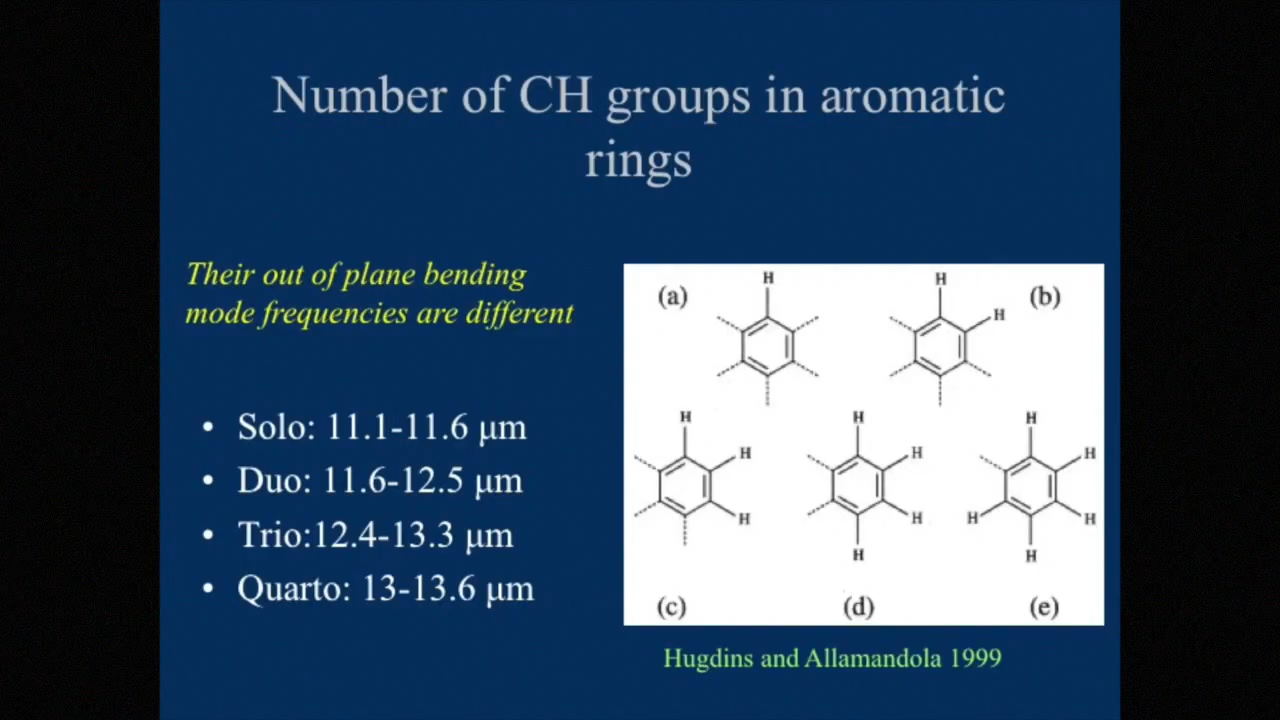 Number of CH groups in aromatic
rings
Their out of plane bending
mode frequencies are different
• Solo: 11.1-11.6 μm
• Duo: 11.6-12.5 μm
• Trio:12.4-13.3 μm
• Quarto: 13-13.6 μm
(a) H
H (b)
H
H
H
H
(c)
H
H
H
H
(d)
H
H
H
H
H
(e)
Hugdins and Allamandola 1999